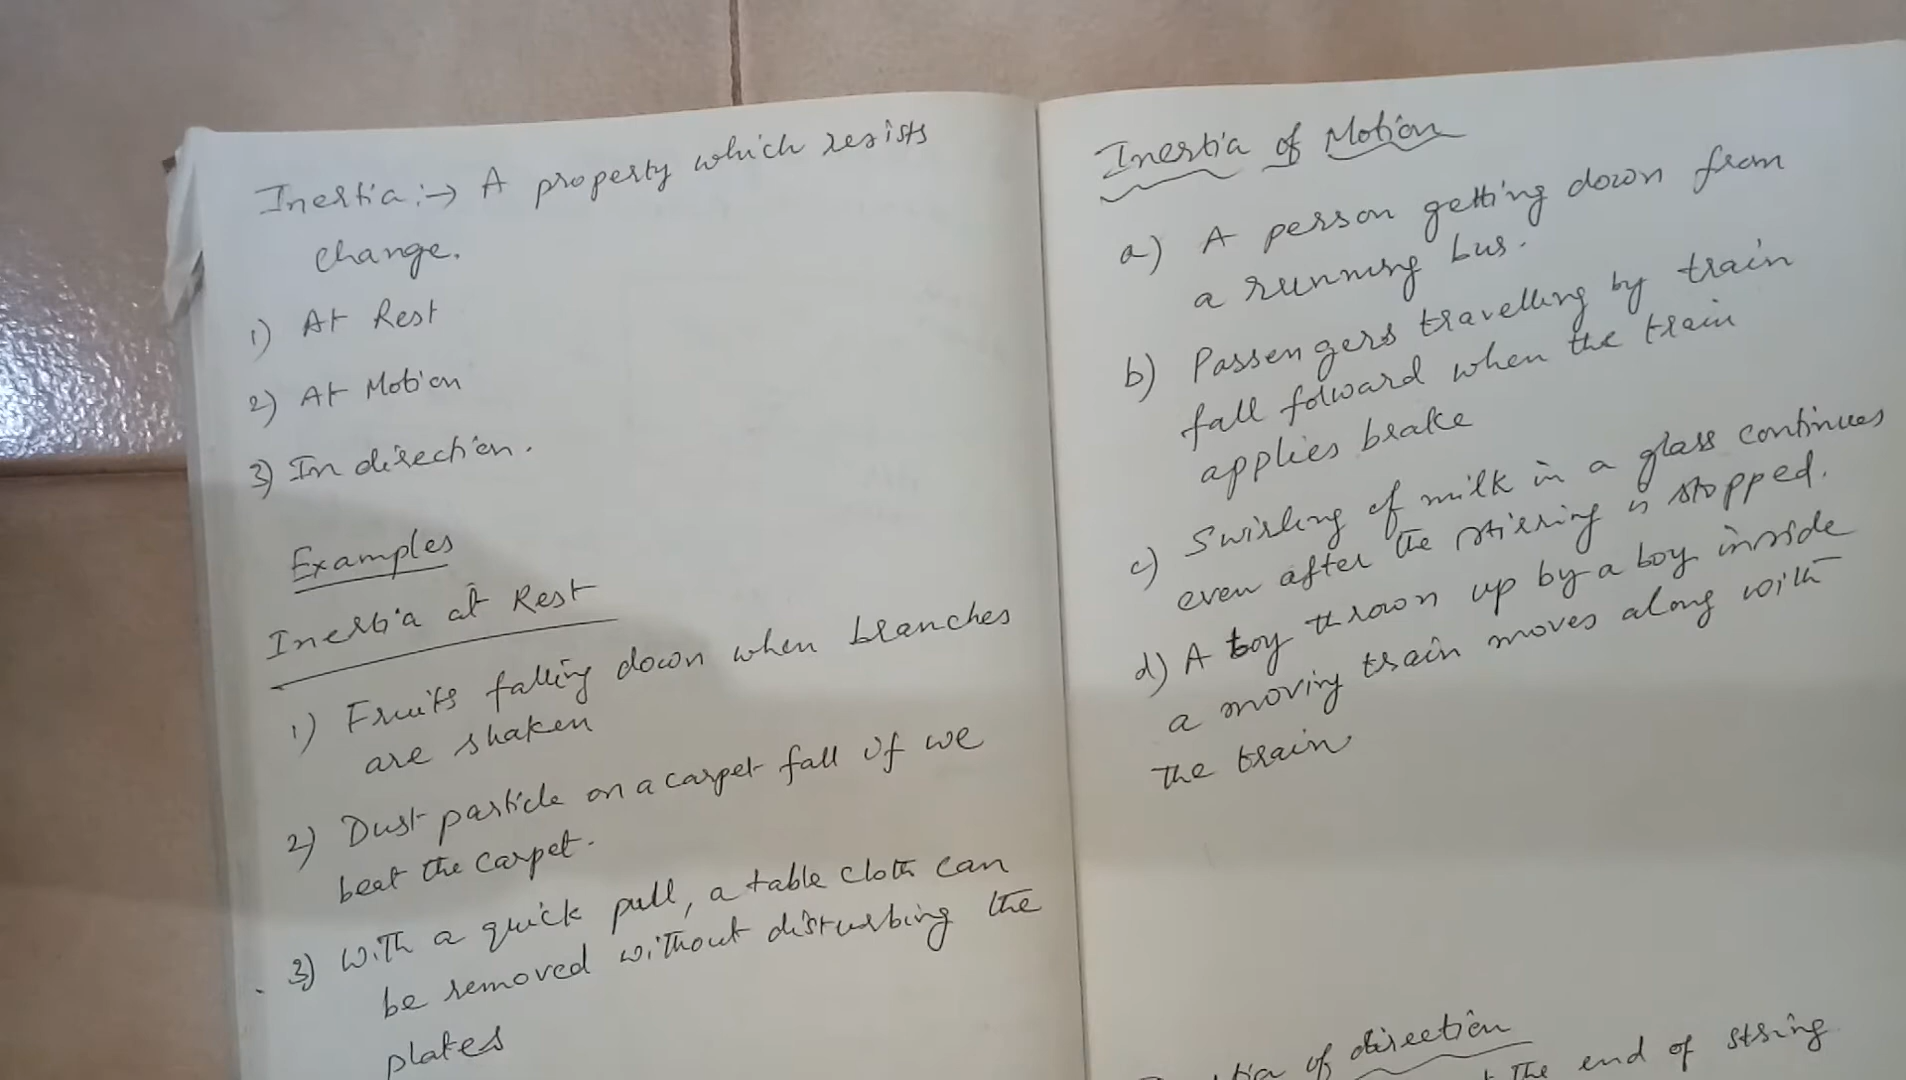 Inertia :→ A property which resists
change.
1) At Rest
2) At Motion
3) In direction.
Examples
Inertia at Rest
1) Fruits falling down when branches
are shaken
2) Dust particle on a carpet fall if we
beat the carpet.
3) With a quick pull, a table cloth can
be removed without disturbing the
plates
Inertia of Motion
a) A person getting down from
a running bus.
b) Passengers travelling by train
fall foward when the train
applies brake
c) Swirling of milk in a glass continues
even after the stirring is stopped.
d) A toy thrown up by a boy inside
a moving train moves along with
the train
of direction
the end of string